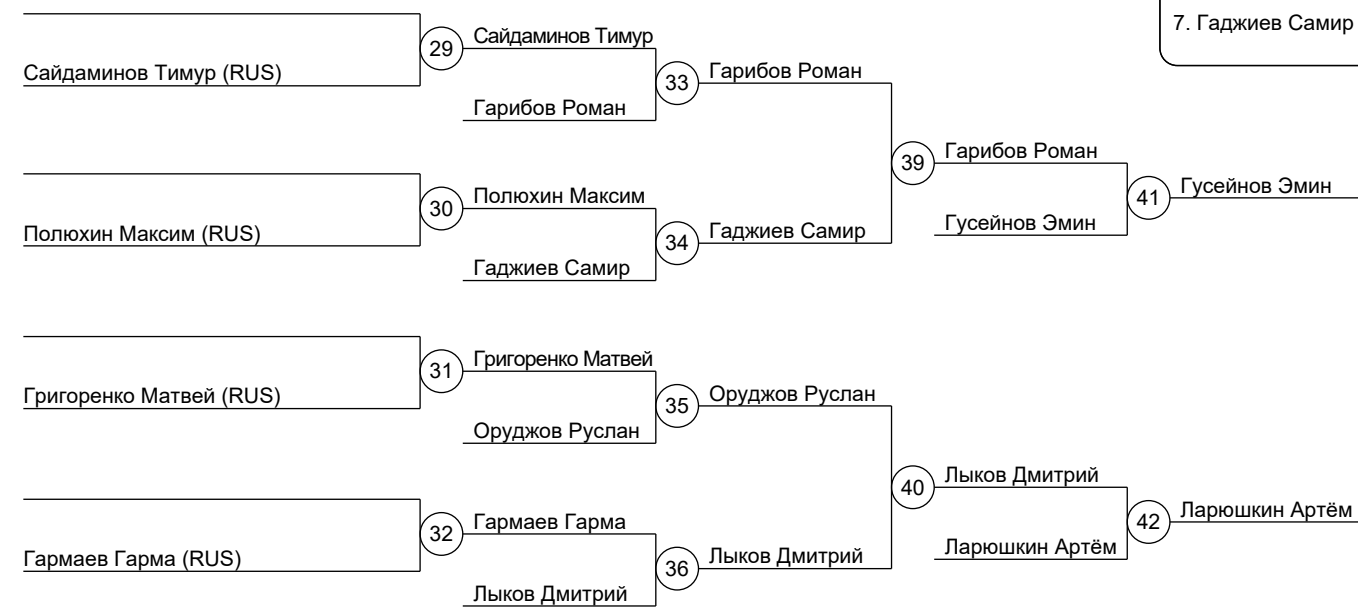 7. Гаджиев Самир
29
Сайдаминов Тимур
Сайдаминов Тимур (RUS)
33
Гарибов Роман
Гарибов Роман
39
Гарибов Роман
30
Полюхин Максим
41
Гусейнов Эмин
Полюхин Максим (RUS)
34
Гаджиев Самир
Гусейнов Эмин
Гаджиев Самир
31
Григоренко Матвей
Григоренко Матвей (RUS)
35
Оруджов Руслан
Оруджов Руслан
40
Лыков Дмитрий
32
Гармаев Гарма
42
Ларюшкин Артём
Гармаев Гарма (RUS)
36
Лыков Дмитрий
Ларюшкин Артём
Лыков Дмитрий